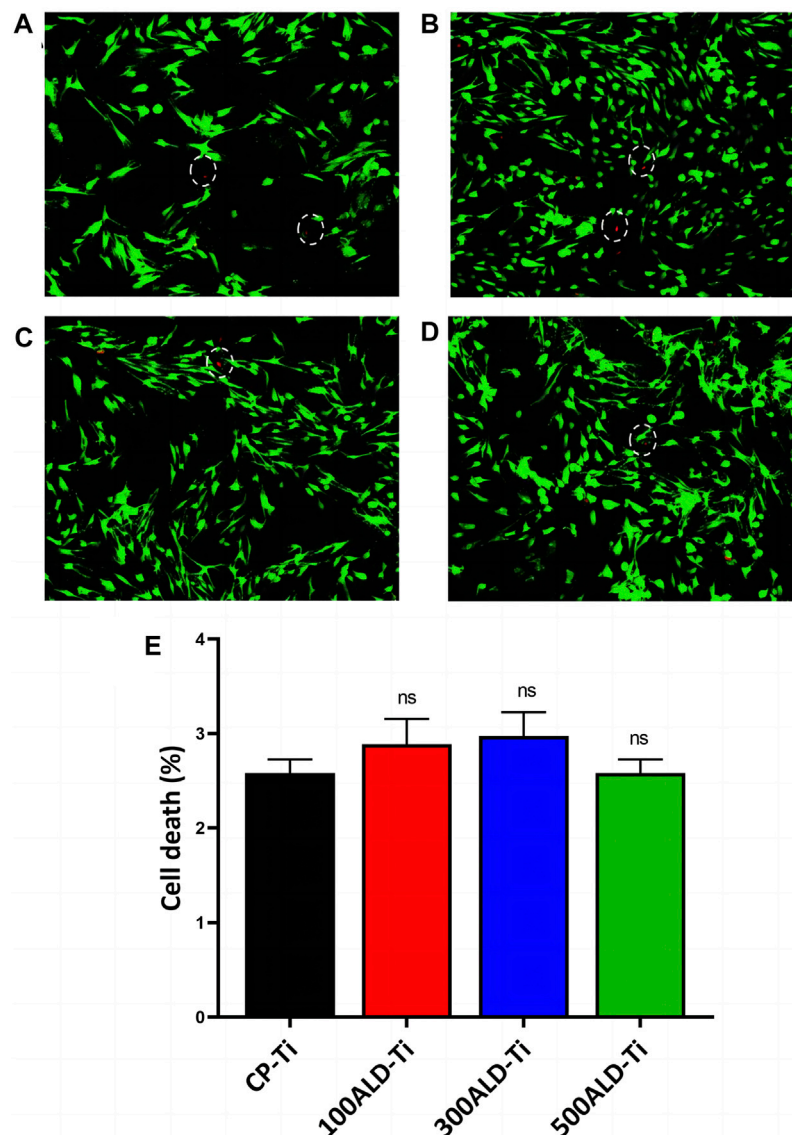 A
B
C
D
E
4
3
2
1
0
Cell death (%)
ns
ns
ns
CP-Ti
100ALD-Ti
300ALD-Ti
500ALD-Ti